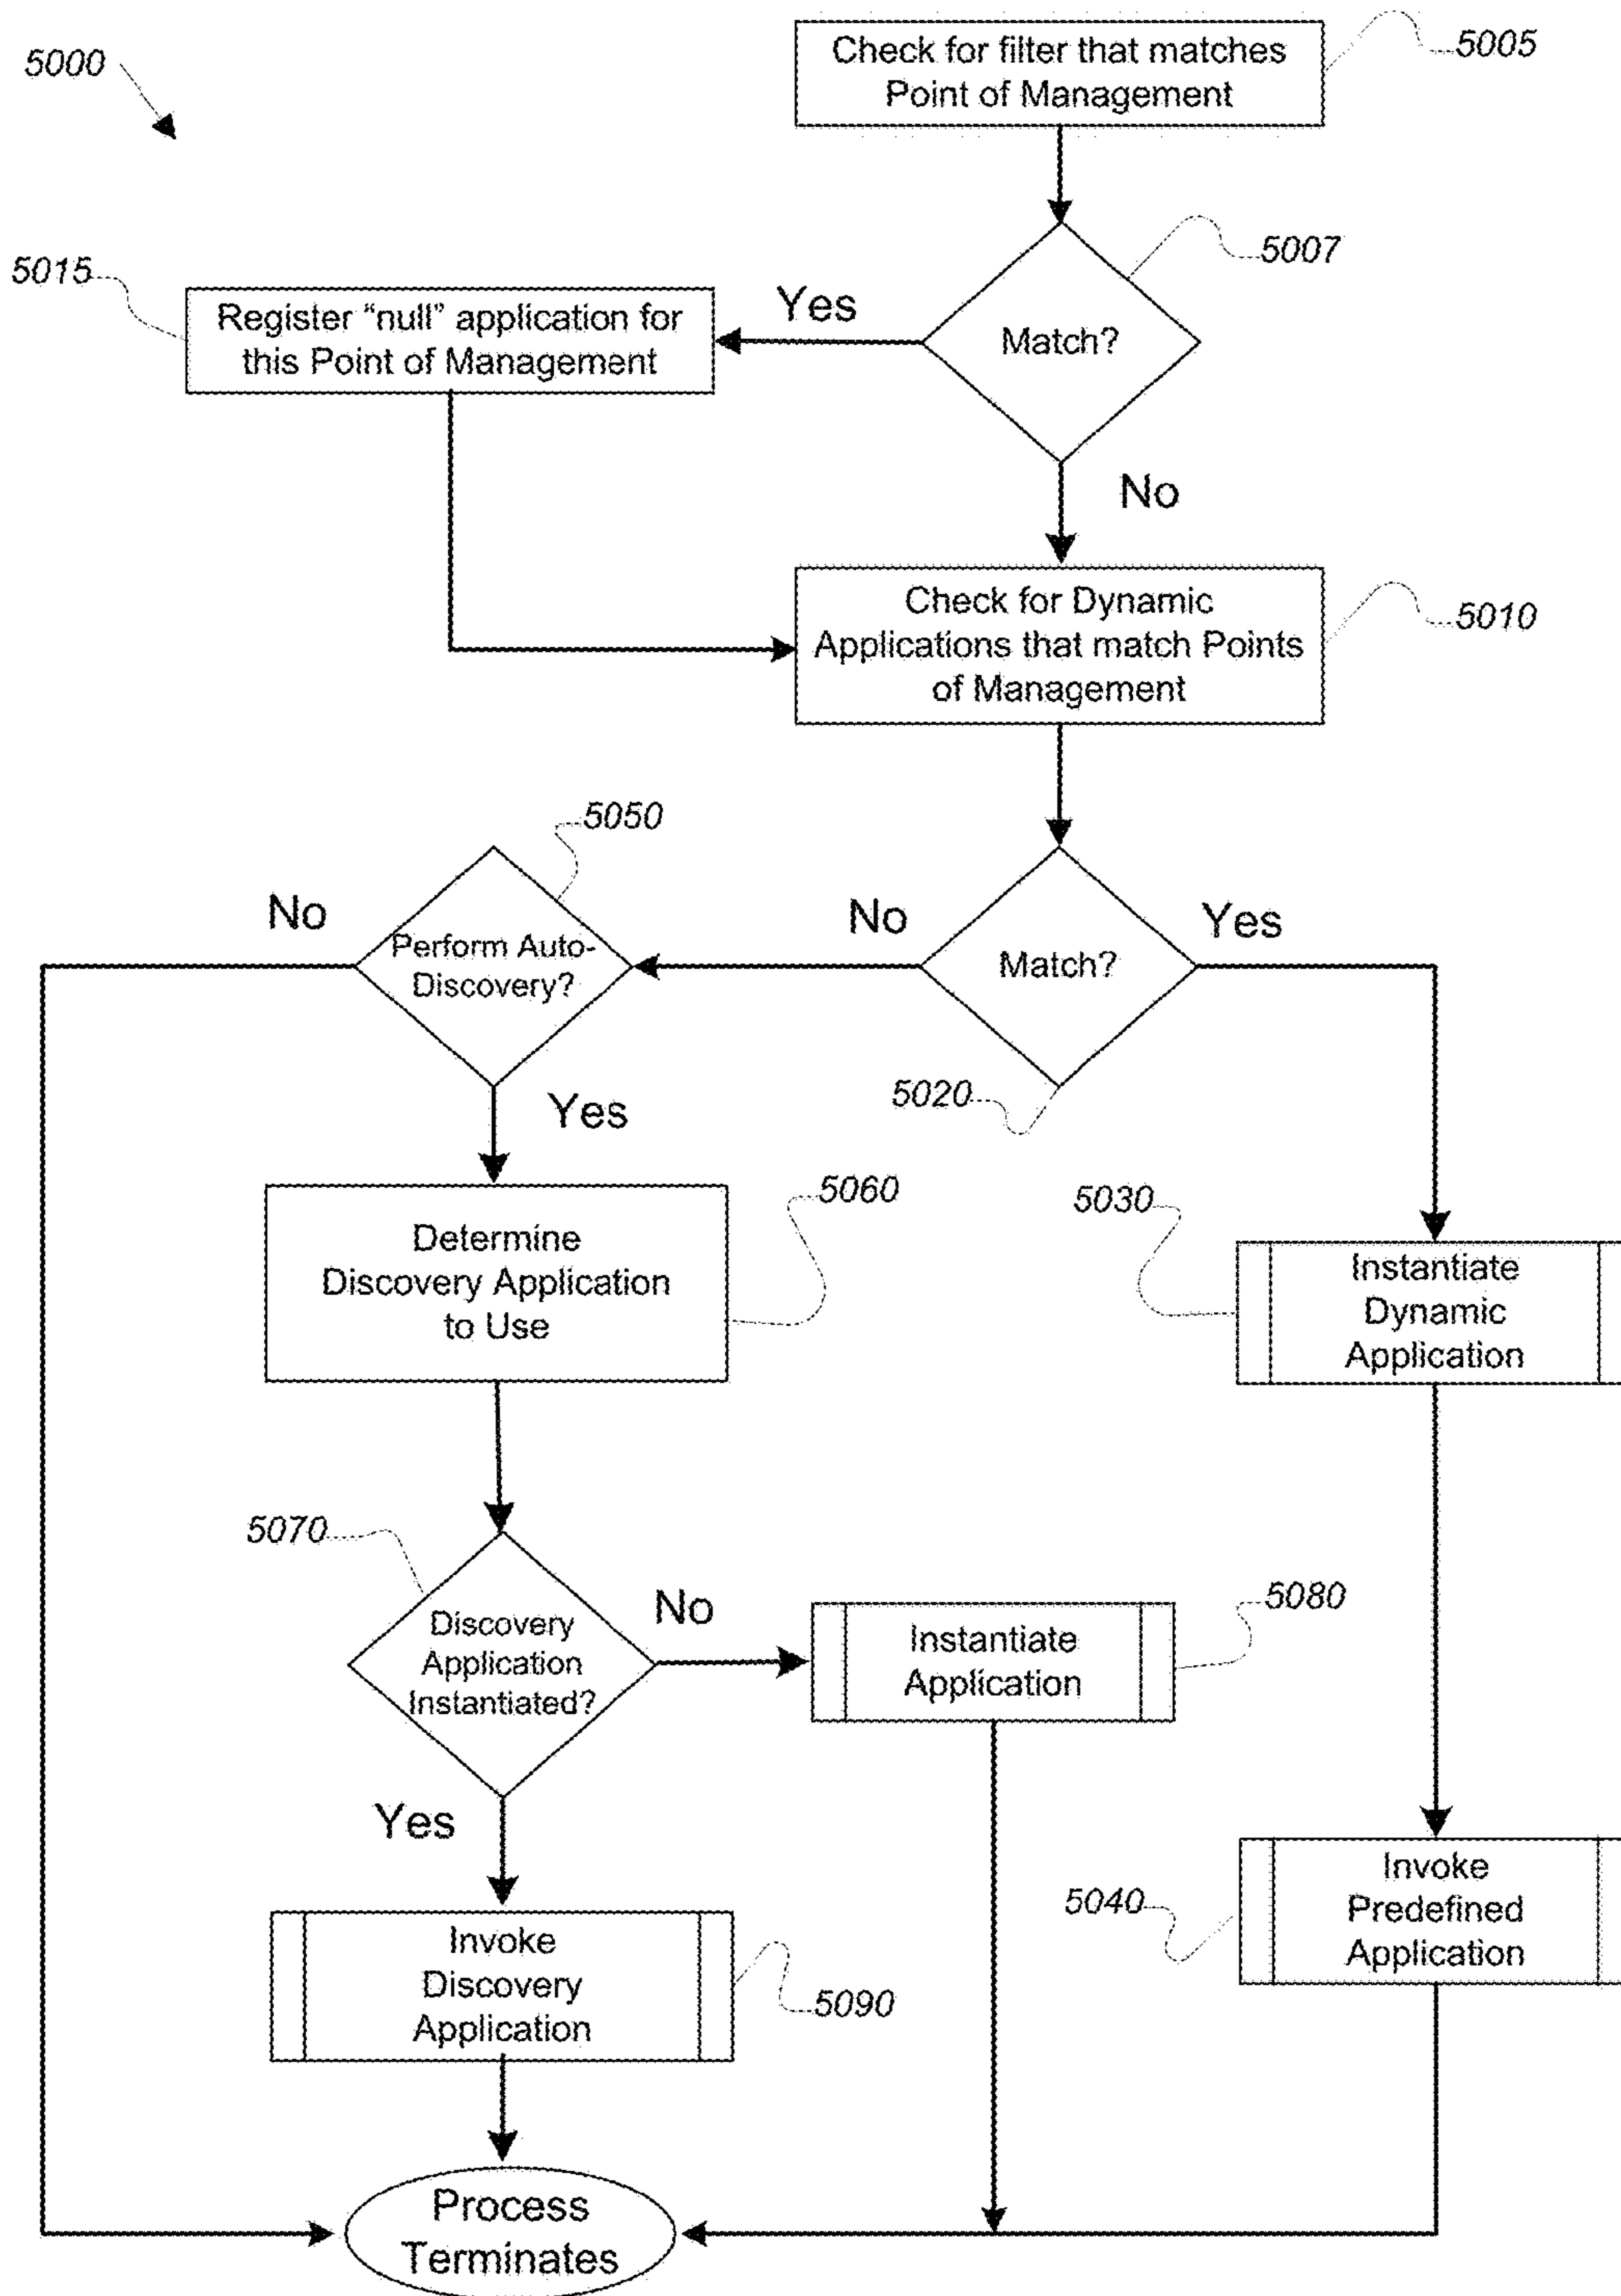 5000
Check for filter that matches
Point of Management
5005
5007
Match?
Yes
5015
Register “null” application for
this Point of Management
No
Check for Dynamic
Applications that match Points
of Management
5010
5050
No
Perform Auto-
Discovery?
No
Match?
Yes
5020
Yes
5060
Determine
Discovery Application
to Use
5030
Instantiate
Dynamic
Application
5070
Discovery
Application
Instantiated?
No
Instantiate
Application
5080
Yes
5040
Invoke
Predefined
Application
Invoke
Discovery
Application
5090
Process
Terminates